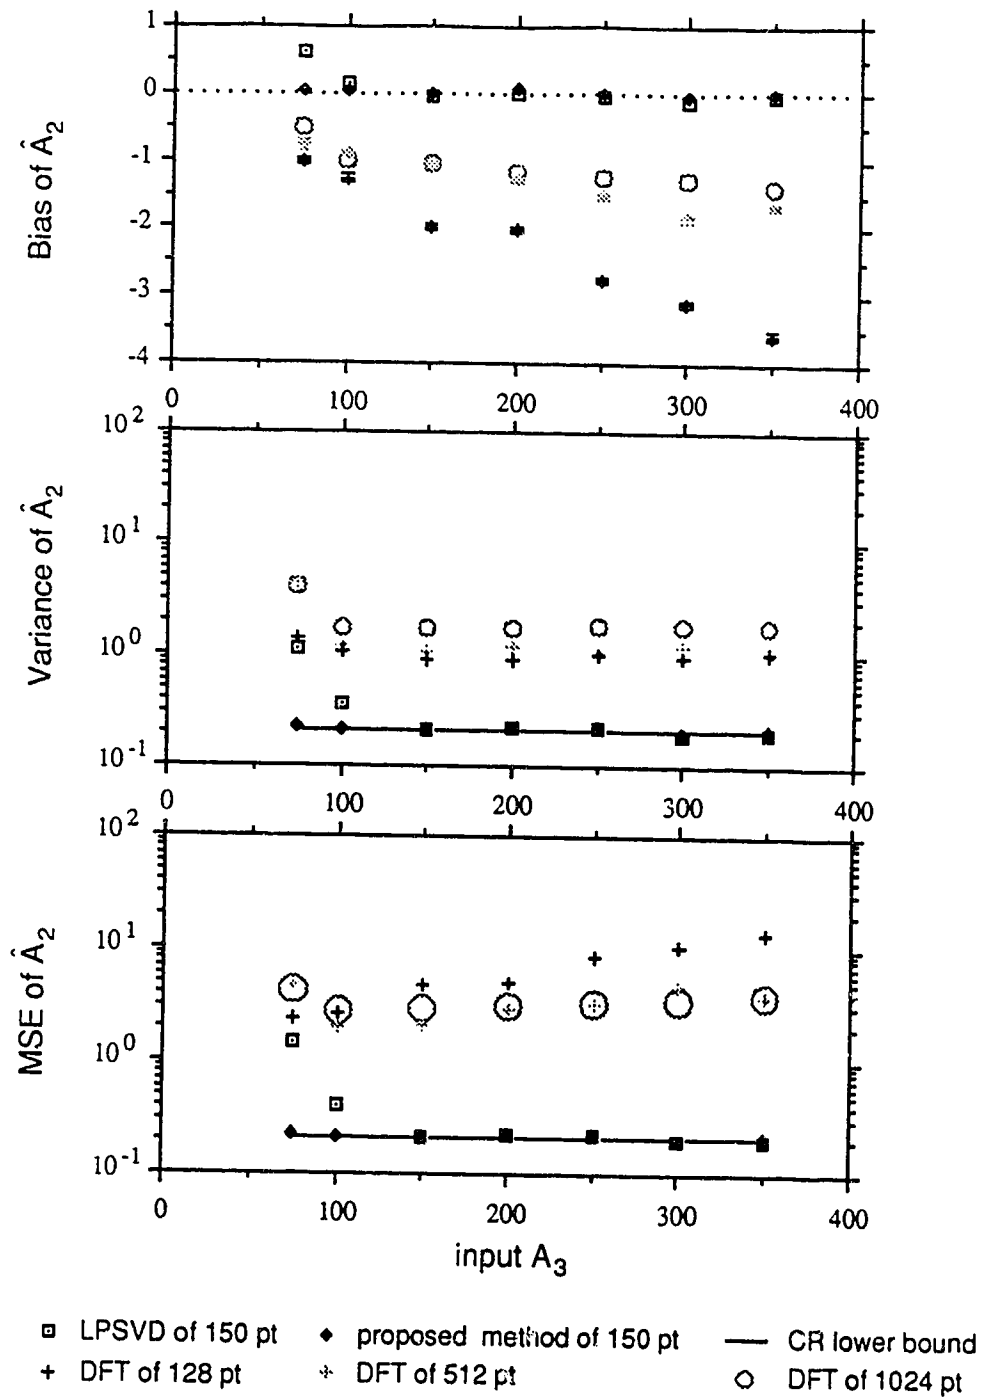 1
0
-1
-2
-3
-4
Bias of Â2
0 100 200 300 400
10^2
10^1
10^0
10^-1
Variance of Â2
0 100 200 300 400
10^2
10^1
10^0
10^-1
MSE of Â2
0 100 200 300 400
input A3
LPSVD of 150 pt proposed method of 150 pt CR lower bound
DFT of 128 pt DFT of 512 pt DFT of 1024 pt